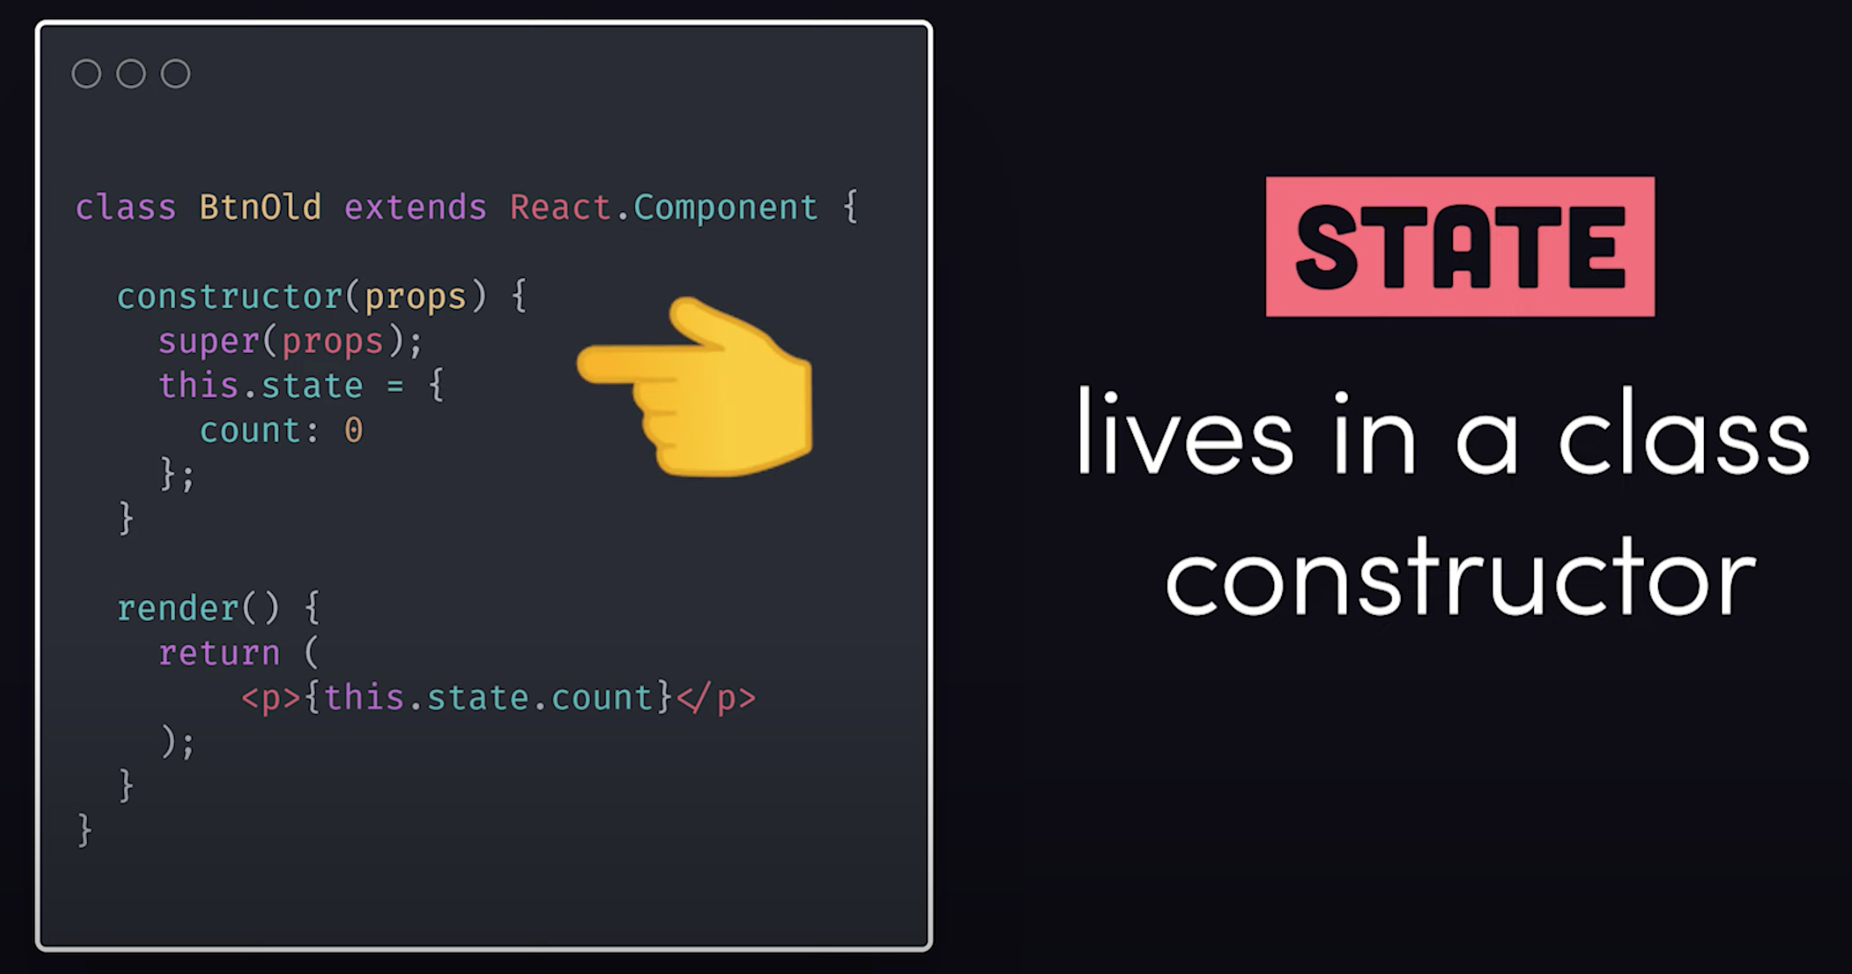 class BtnOld extends React.Component {
constructor(props) {
super(props);
this.state = {
count: 0
};
}
render() {
return (
<p>{this.state.count}</p>
);
}
}
STATE
lives in a class
constructor